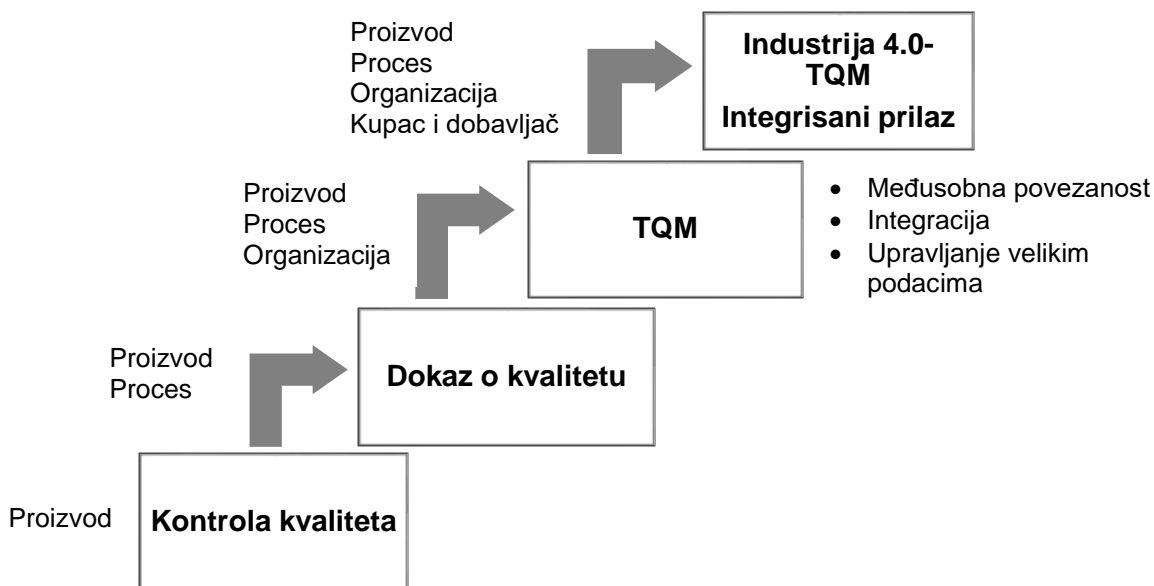 Proizvod
Proces
Organizacija
Kupac i dobavljač
Industrija 4.0-
TQM
Integrisani prilaz
Proizvod
Proces
Organizacija
TQM
• Međusobna povezanost
• Integracija
• Upravljanje velikim
podacima
Proizvod
Proces
Dokaz o kvalitetu
Proizvod
Kontrola kvaliteta